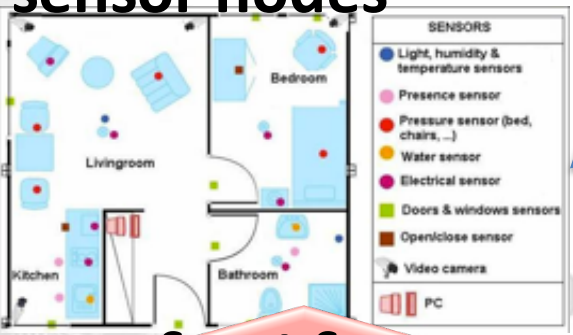 sensor nodes
SENSORS
Light, humidity &
temperature sensors
Presence sensor
Pressure sensor (bed,
chairs, ...)
Water sensor
Electrical sensor
Doors & windows sensors
Open/close sensor
Video camera
PC
Bedroom
Livingroom
Kitchen
Bathroom